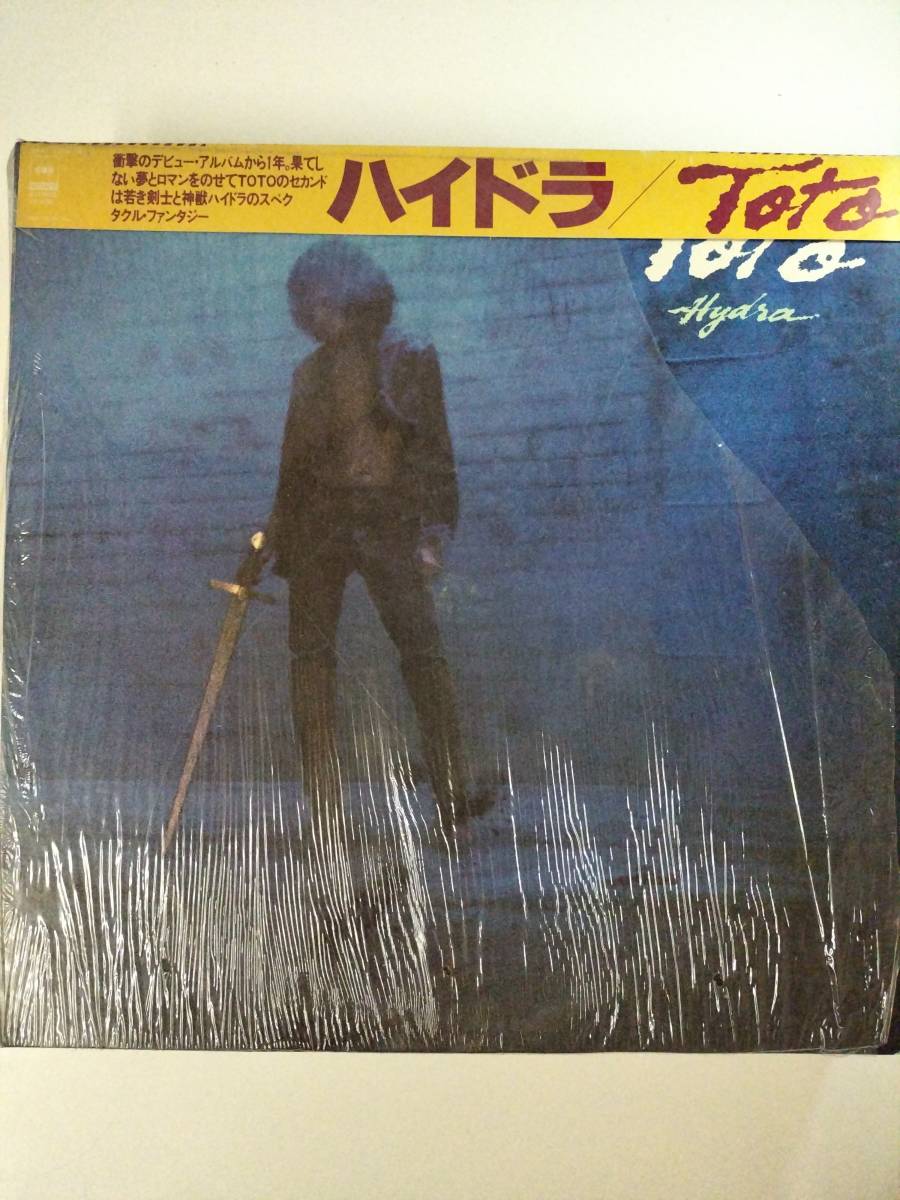 衝撃のデビュー・アルバムから1年。果てし
ない夢とロマンをのせてTOTOのセカンド
は若き剣士と神獣ハイドラのスペク
タクル・ファンタジー
ハイドラ/TOTO
TOTO
Hydra